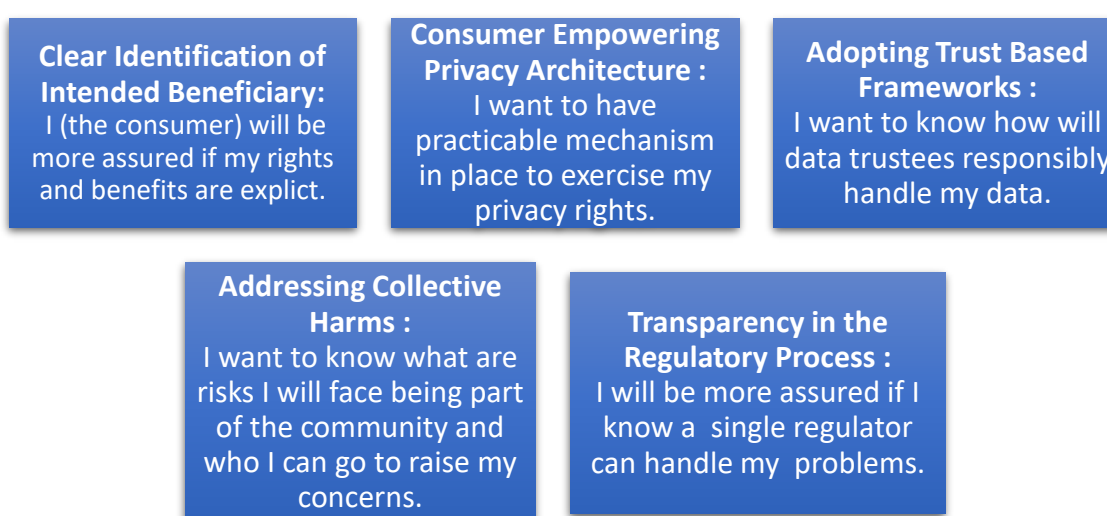 Clear Identification of
Intended Beneficiary:
I (the consumer) will be
more assured if my rights
and benefits are explict.
Consumer Empowering
Privacy Architecture :
I want to have
practicable mechanism
in place to exercise my
privacy rights.
Adopting Trust Based
Frameworks :
I want to know how will
data trustees responsibly
handle my data.
Addressing Collective
Harms :
I want to know what are
risks I will face being part
of the community and
who I can go to raise my
concerns.
Transparency in the
Regulatory Process :
I will be more assured if I
know a single regulator
can handle my problems.